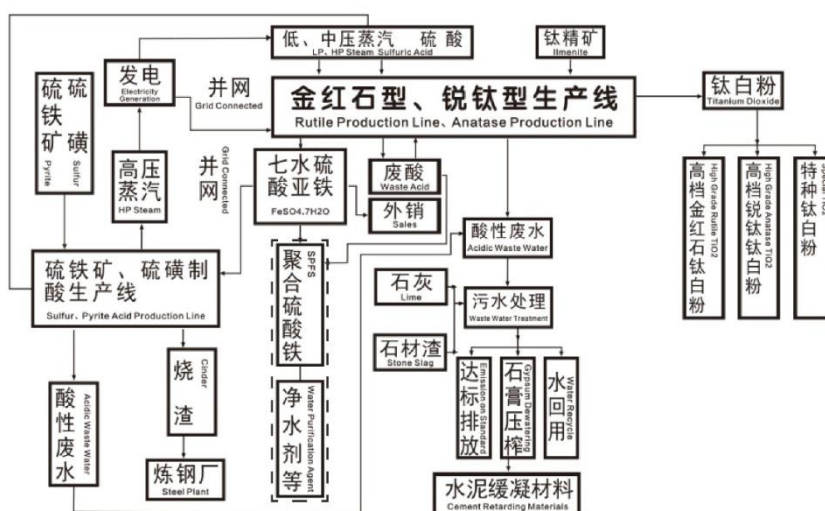 低、中压蒸汽 硫 酸
LP、HP Steam Sulfuric Acid
钛精矿
Ilmenite
发电
Electricity
Generation
并网
Grid Connected
硫铁矿
Pyrite
硫磺
Sulfur
金红石型、锐钛型生产线
Rutile Production Line、Anatase Production Line
钛白粉
Titanium Dioxide
高压
蒸汽
HP Steam
并网
Grid Connected
七水硫
酸亚铁
FeSO4.7H2O
废酸
Waste Acid
外销
Sales
高档金红石钛白粉
High Grade Rutile TiO2
高档锐钛钛白粉
High Grade Anatase TiO2
特种钛白粉
酸性废水
Acidic Waste Water
硫铁矿、硫磺制
酸生产线
Sulfur、Pyrite Acid Production Line
聚合硫酸铁
SPFS
石灰
Lime
污水处理
Waste Water Treatment
石材渣
Stone Slag
烧渣
Cinder
酸性废水
Acidic Waste Water
净水剂等
Water Purification Agent
达标排放
Emission on Standard
石膏压榨
Gypsum Dewatering
水回用
Water Recycle
炼钢厂
Steel Plant
水泥缓凝材料
Cement Retarding Materials